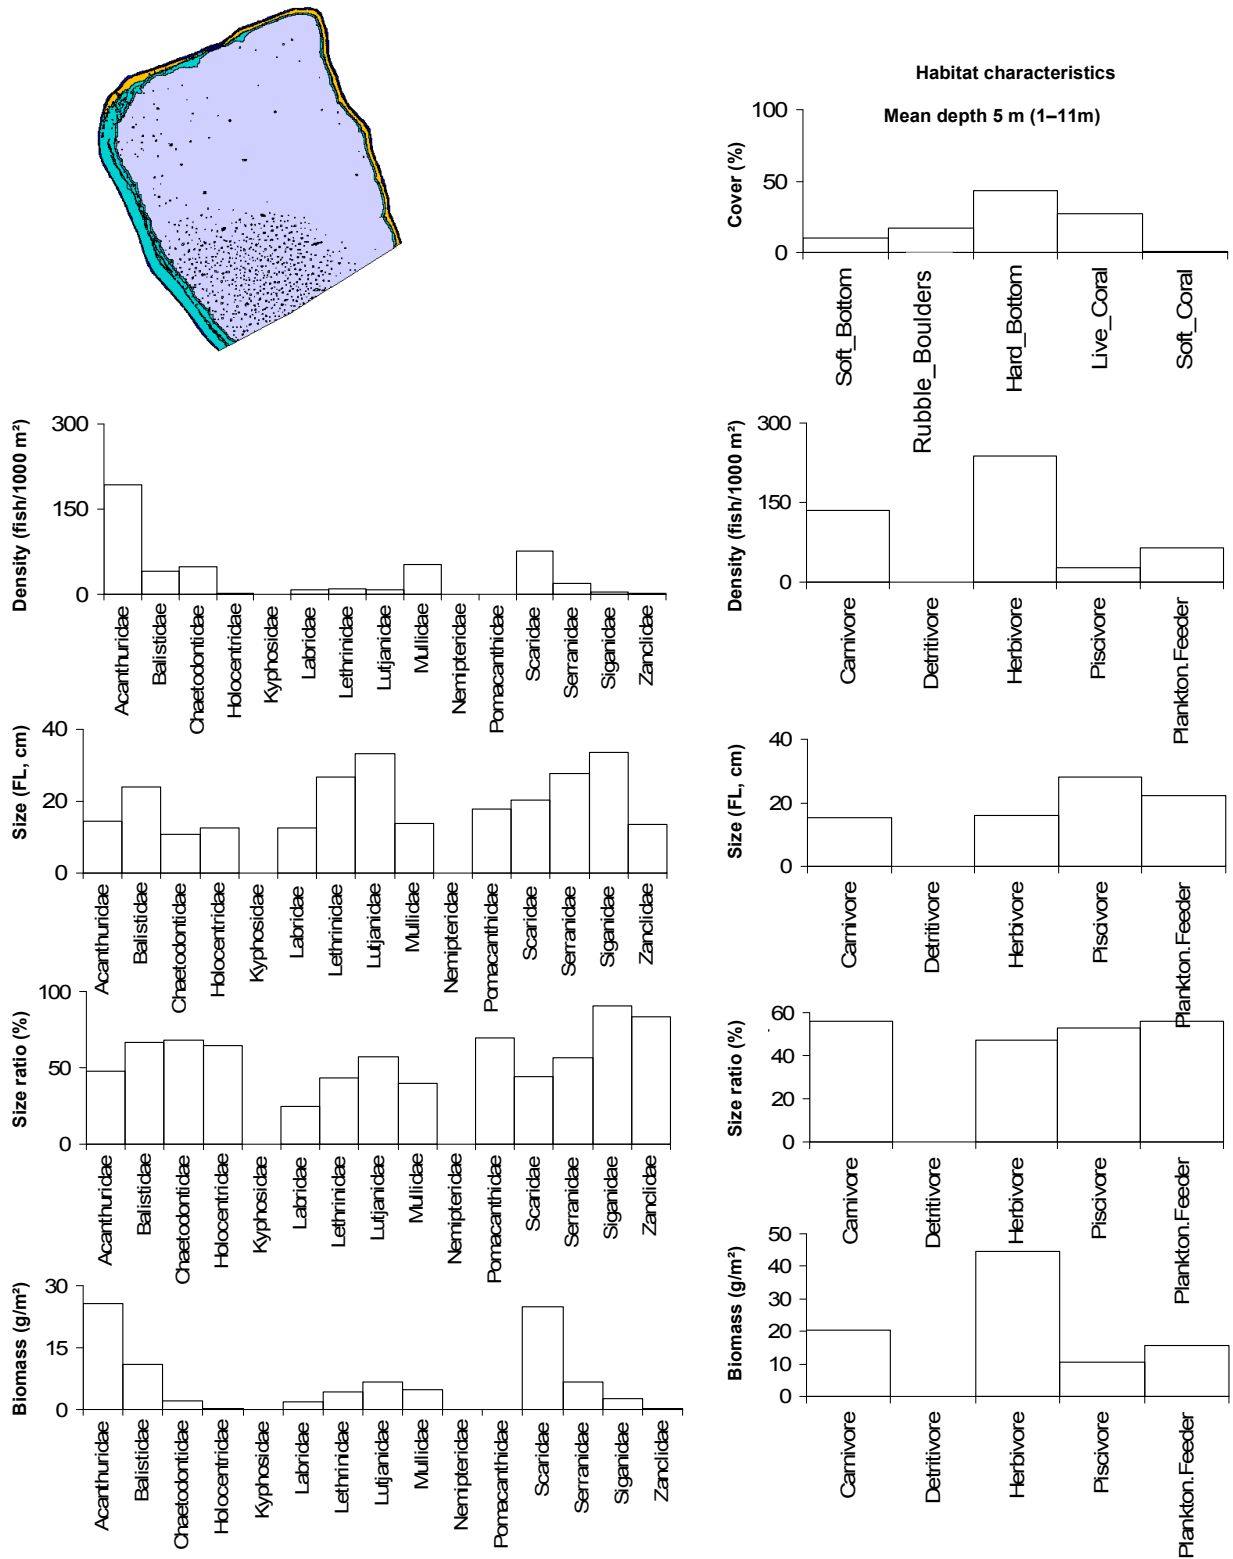 Habitat characteristics
Mean depth 5 m (1–11m)
Cover (%)
100
50
0
Soft_Bottom
Rubble_Boulders
Hard_Bottom
Live_Coral
Soft_Coral
Density (fish/1000 m²)
300
150
0
Acanthuridae
Balistidae
Chaetodontidae
Holocentridae
Kyphosidae
Labridae
Lethrinidae
Lutjanidae
Mullidae
Nemipteridae
Pomacanthidae
Scaridae
Serranidae
Siganidae
Zanclidae
Density (fish/1000 m²)
300
150
0
Carnivore
Detritivore
Herbivore
Piscivore
Plankton.Feeder
Size (FL, cm)
40
20
0
Acanthuridae
Balistidae
Chaetodontidae
Holocentridae
Kyphosidae
Labridae
Lethrinidae
Lutjanidae
Mullidae
Nemipteridae
Pomacanthidae
Scaridae
Serranidae
Siganidae
Zanclidae
Size (FL, cm)
40
20
0
Carnivore
Detritivore
Herbivore
Piscivore
Plankton.Feeder
Size ratio (%)
100
50
0
Acanthuridae
Balistidae
Chaetodontidae
Holocentridae
Kyphosidae
Labridae
Lethrinidae
Lutjanidae
Mullidae
Nemipteridae
Pomacanthidae
Scaridae
Serranidae
Siganidae
Zanclidae
Size ratio (%)
60
40
20
0
Carnivore
Detritivore
Herbivore
Piscivore
Plankton.Feeder
Biomass (g/m²)
30
15
0
Acanthuridae
Balistidae
Chaetodontidae
Holocentridae
Kyphosidae
Labridae
Lethrinidae
Lutjanidae
Mullidae
Nemipteridae
Pomacanthidae
Scaridae
Serranidae
Siganidae
Zanclidae
Biomass (g/m²)
50
40
30
20
10
0
Carnivore
Detritivore
Herbivore
Piscivore
Plankton.Feeder